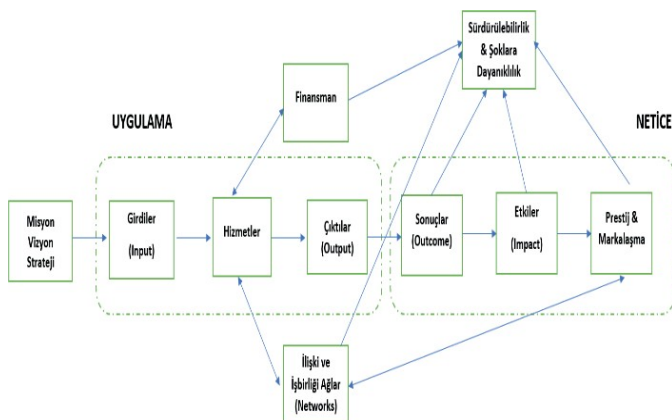 Sürdürülebilirlik
& Şoklara
Dayanıklılık
Finansman
UYGULAMA
NETİCE
Misyon
Vizyon
Strateji
Girdiler
(Input)
Hizmetler
Çıktılar
(Output)
Sonuçlar
(Outcome)
Etkiler
(Impact)
Prestij &
Markalaşma
İlişki ve
İşbirliği Ağlar
(Networks)